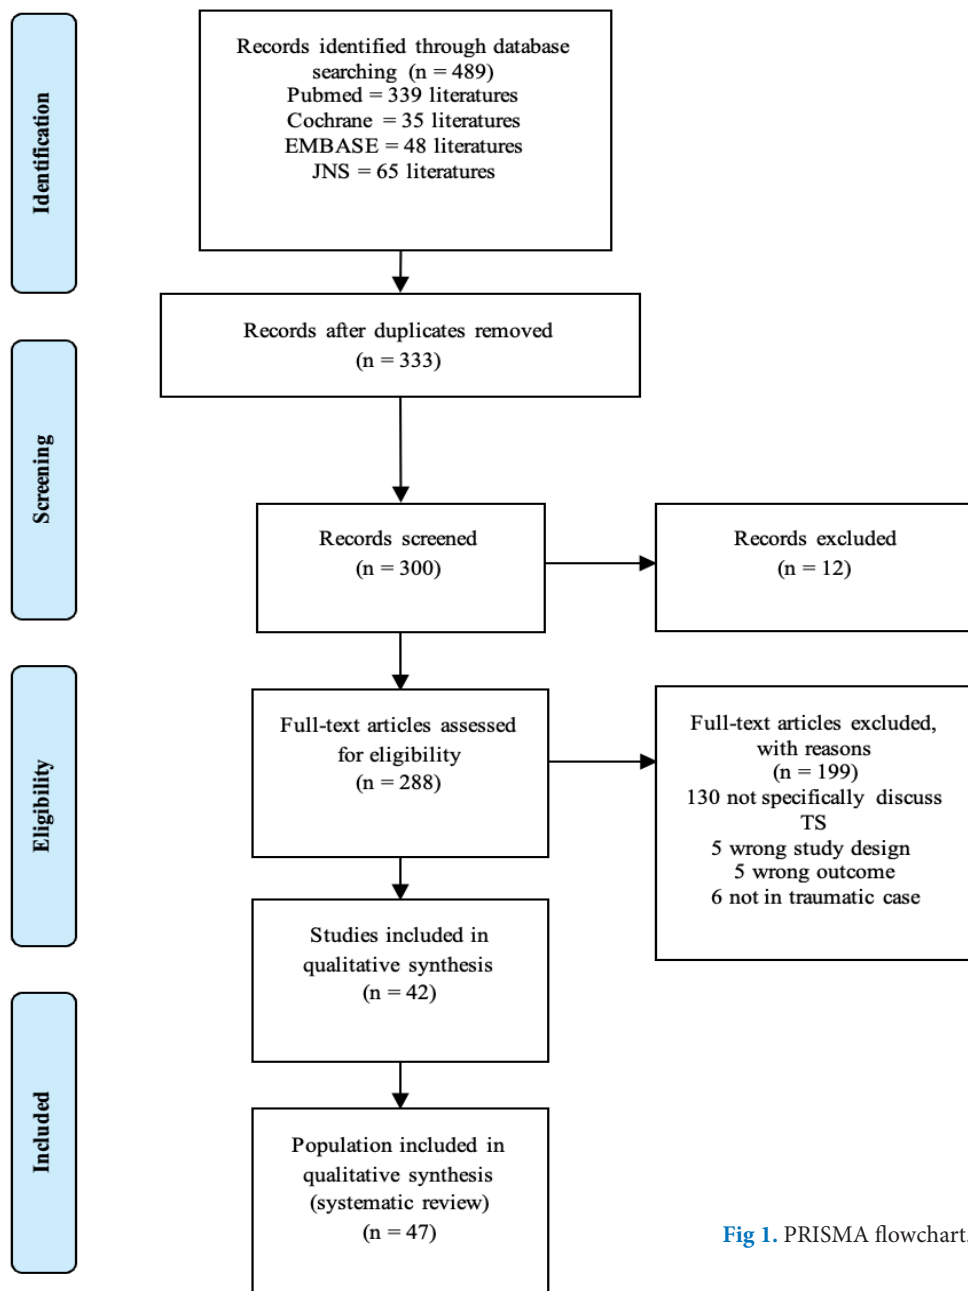 Identification
Records identified through database
searching (n = 489)
Pubmed = 339 literatures
Cochrane = 35 literatures
EMBASE = 48 literatures
JNS = 65 literatures
Records after duplicates removed
(n = 333)
Screening
Records screened
(n = 300)
Records excluded
(n = 12)
Eligibility
Full-text articles assessed
for eligibility
(n = 288)
Full-text articles excluded,
with reasons
(n = 199)
130 not specifically discuss
TS
5 wrong study design
5 wrong outcome
6 not in traumatic case
Studies included in
qualitative synthesis
(n = 42)
Included
Population included in
qualitative synthesis
(systematic review)
(n = 47)
Fig 1. PRISMA flowchart.